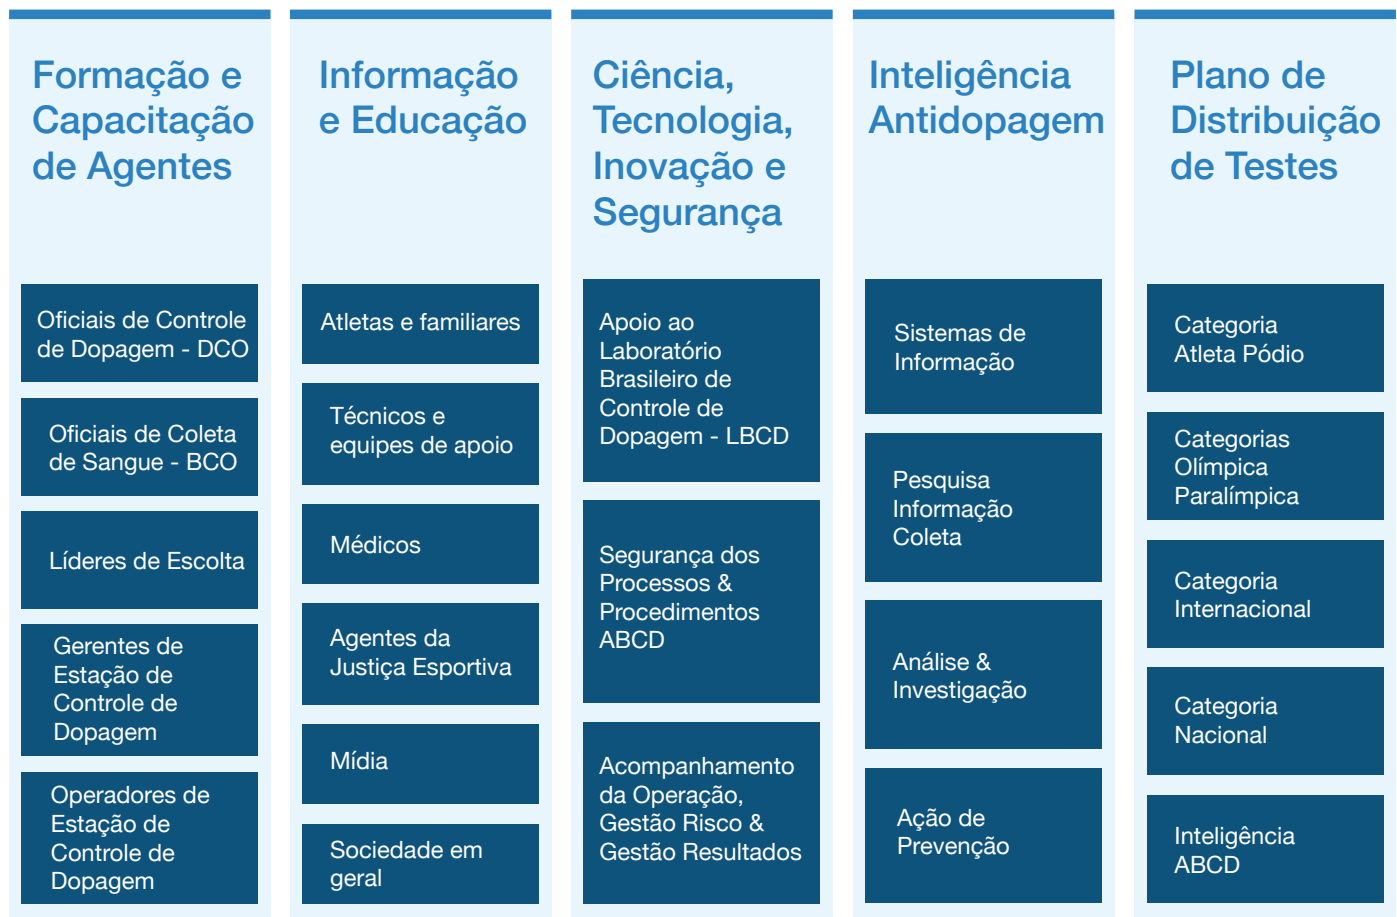 Formação e
Capacitação
de Agentes
Oficiais de Controle
de Dopagem - DCO
Oficiais de Coleta
de Sangue - BCO
Líderes de Escolta
Gerentes de
Estação de
Controle de
Dopagem
Operadores de
Estação de
Controle de
Dopagem
Informação
e Educação
Atletas e familiares
Técnicos e
equipes de apoio
Médicos
Agentes da
Justiça Esportiva
Mídia
Sociedade em
geral
Ciência,
Tecnologia,
Inovação e
Segurança
Apoio ao
Laboratório
Brasileiro de
Controle de
Dopagem - LBCD
Segurança dos
Processos &
Procedimentos
ABCD
Acompanhamento
da Operação,
Gestão Risco &
Gestão Resultados
Inteligência
Antidopagem
Sistemas de
Informação
Pesquisa
Informação
Coleta
Análise &
Investigação
Ação de
Prevenção
Plano de
Distribuição
de Testes
Categoria
Atleta Pódio
Categorias
Olímpica
Paralímpica
Categoria
Internacional
Categoria
Nacional
Inteligência
ABCD